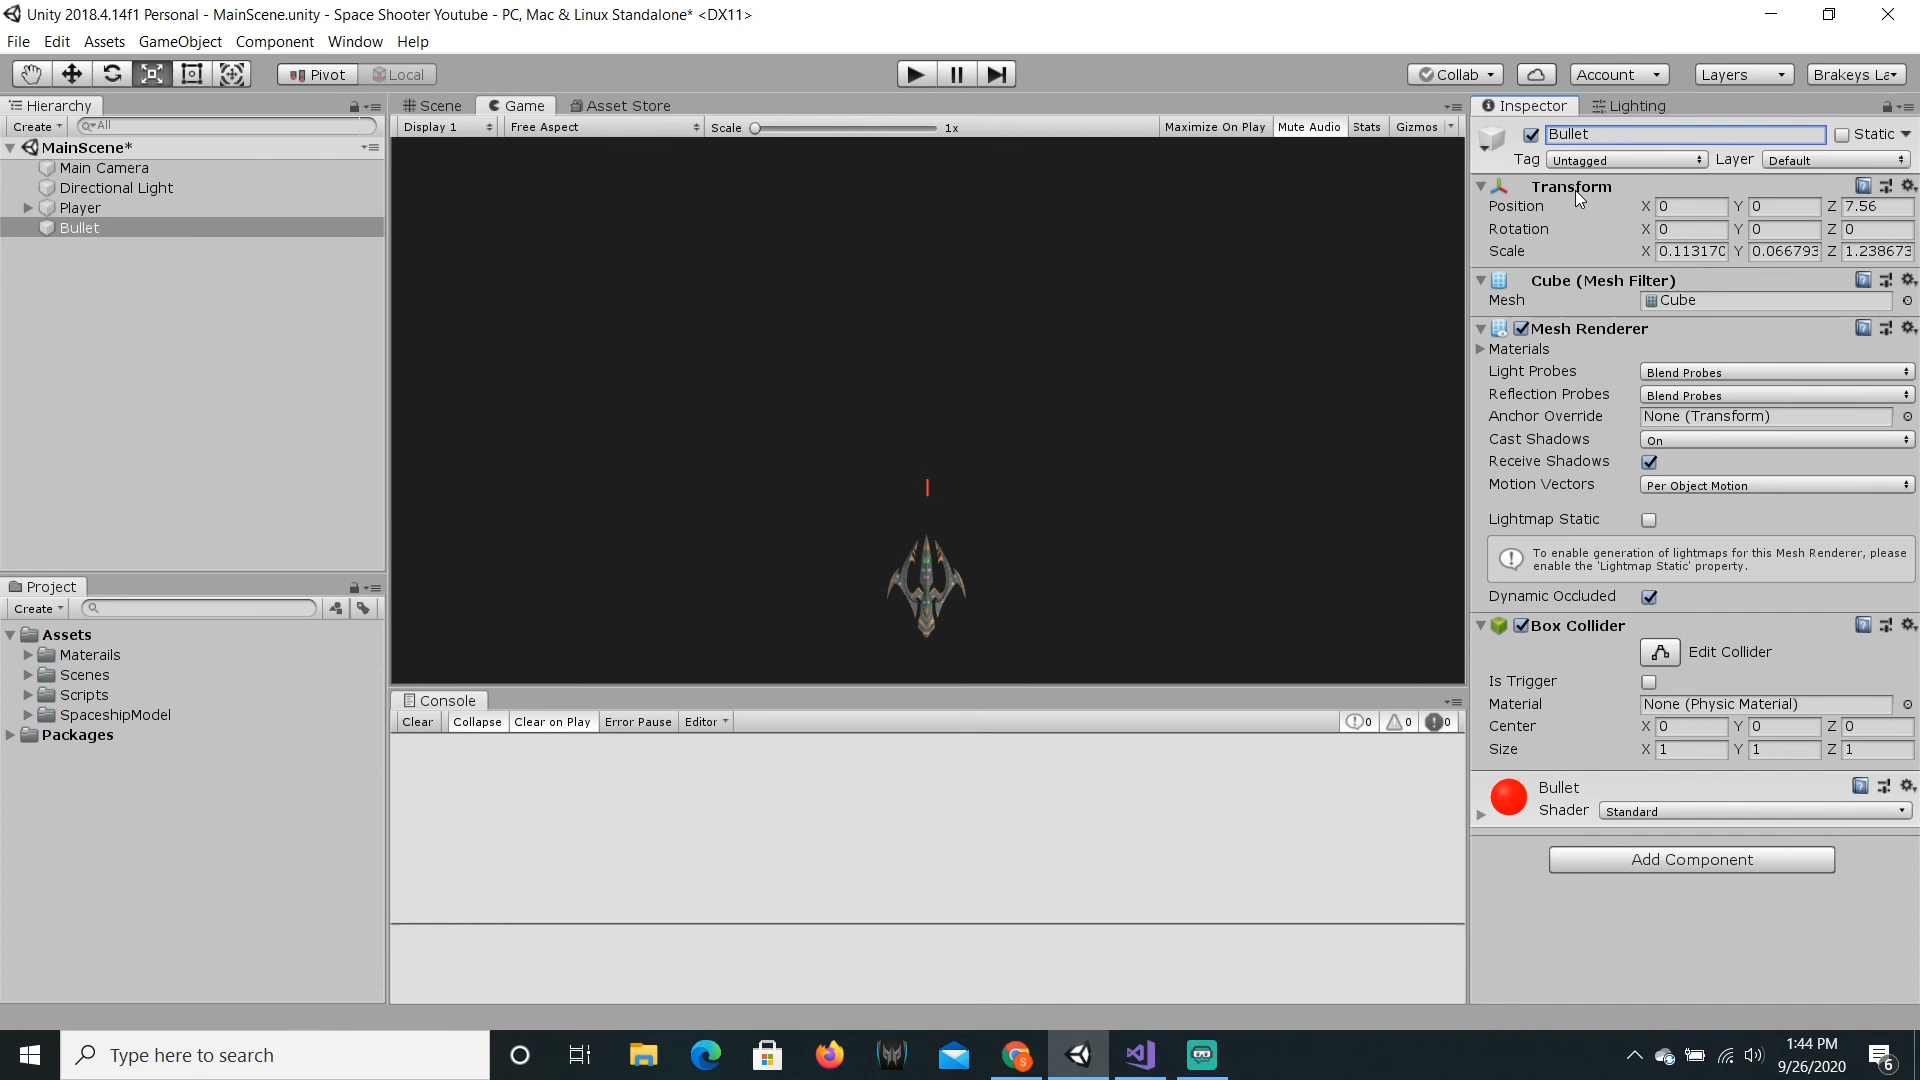 Unity 2018.4.14f1 Personal - MainScene.unity - Space Shooter Youtube - PC, Mac & Linux Standalone* <DX11>
File Edit Assets GameObject Component Window Help
Pivot Local Collab Account Layers Brakeys La
Hierarchy
Create All
MainScene*
Main Camera
Directional Light
Player
Bullet
Project
Create
Assets
Materails
Scenes
Scripts
SpaceshipModel
Packages
Scene Game Asset Store
Display 1 Free Aspect Scale 1x Maximize On Play Mute Audio Stats Gizmos
Console
Clear Collapse Clear on Play Error Pause Editor 0 0 0
Inspector Lighting
Bullet Static
Tag Untagged Layer Default
Transform
Position X 0 Y 0 Z 7.56
Rotation X 0 Y 0 Z 0
Scale X 0.113170 Y 0.066793 Z 1.238673
Cube (Mesh Filter)
Mesh Cube
Mesh Renderer
Materials
Light Probes Blend Probes
Reflection Probes Blend Probes
Anchor Override None (Transform)
Cast Shadows On
Receive Shadows
Motion Vectors Per Object Motion
Lightmap Static
To enable generation of lightmaps for this Mesh Renderer, please
enable the 'Lightmap Static' property.
Dynamic Occluded
Box Collider
Edit Collider
Is Trigger
Material None (Physic Material)
Center X 0 Y 0 Z 0
Size X 1 Y 1 Z 1
Bullet
Shader Standard
Add Component
Type here to search
1:44 PM
9/26/2020
6